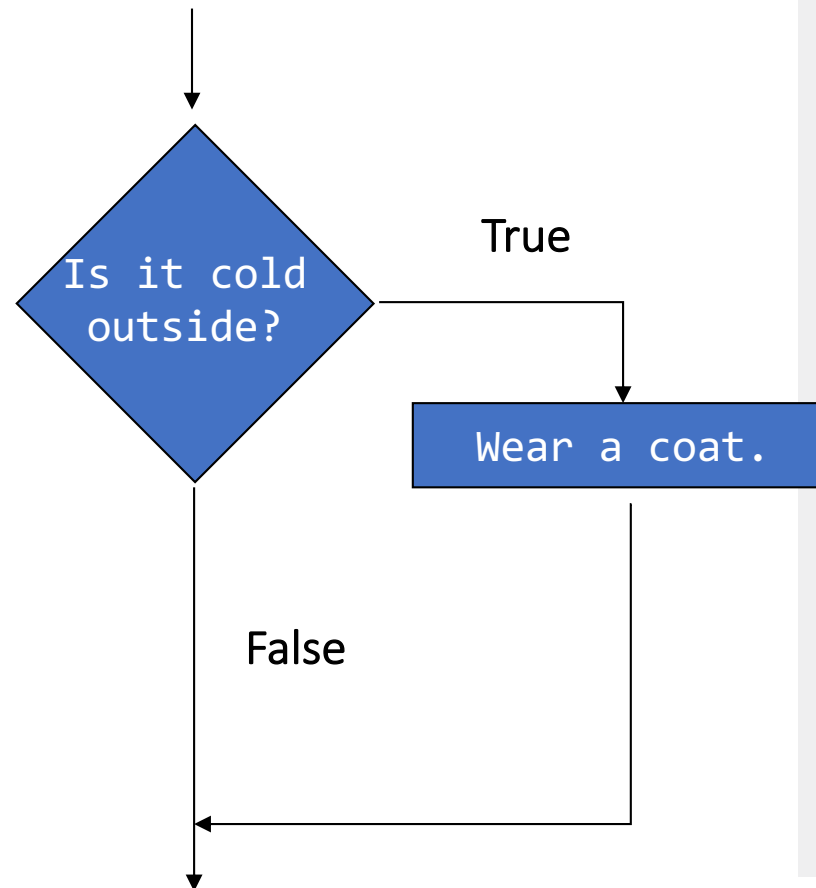 True
Is it cold
outside?
Wear a coat.
False